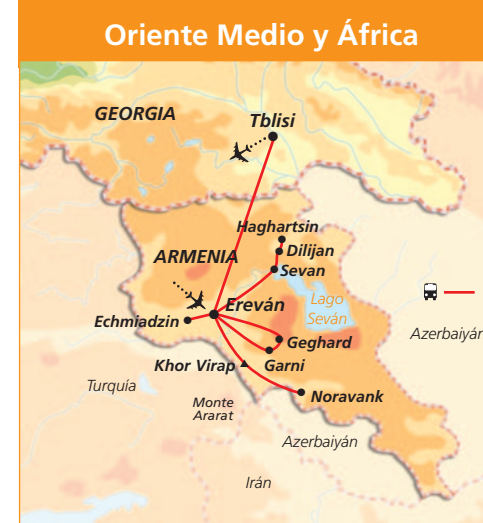 Oriente Medio y África
GEORGIA
Tblisi
Haghartsin
Dilijan
ARMENIA
Sevan
Ereván
Lago
Seván
Echmiadzin
Azerbaiyán
Geghard
Khor Virap
Garni
Turquía
Noravank
Monte
Ararat
Azerbaiyán
Irán